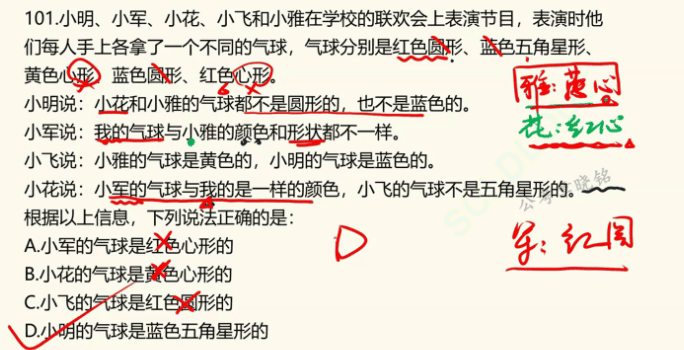 101.小明、小军、小花、小飞和小雅在学校的联欢会上表演节目，表演时他
们每人手上各拿了一个不同的气球，气球分别是红色圆形、蓝色五角星形、
黄色心形、蓝色圆形、红色心形。
小明说：小花和小雅的气球都不是圆形的，也不是蓝色的。
雅：黄心
小军说：我的气球与小雅的颜色和形状都不一样。
花：红心
小飞说：小雅的气球是黄色的，小明的气球是蓝色的。
小花说：小军的气球与我的是一样的颜色，小飞的气球不是五角星形的。
根据以上信息，下列说法正确的是：
A.小军的气球是红色心形的
D
军：红圆
B.小花的气球是黄色心形的
C.小飞的气球是红色圆形的
D.小明的气球是蓝色五角星形的